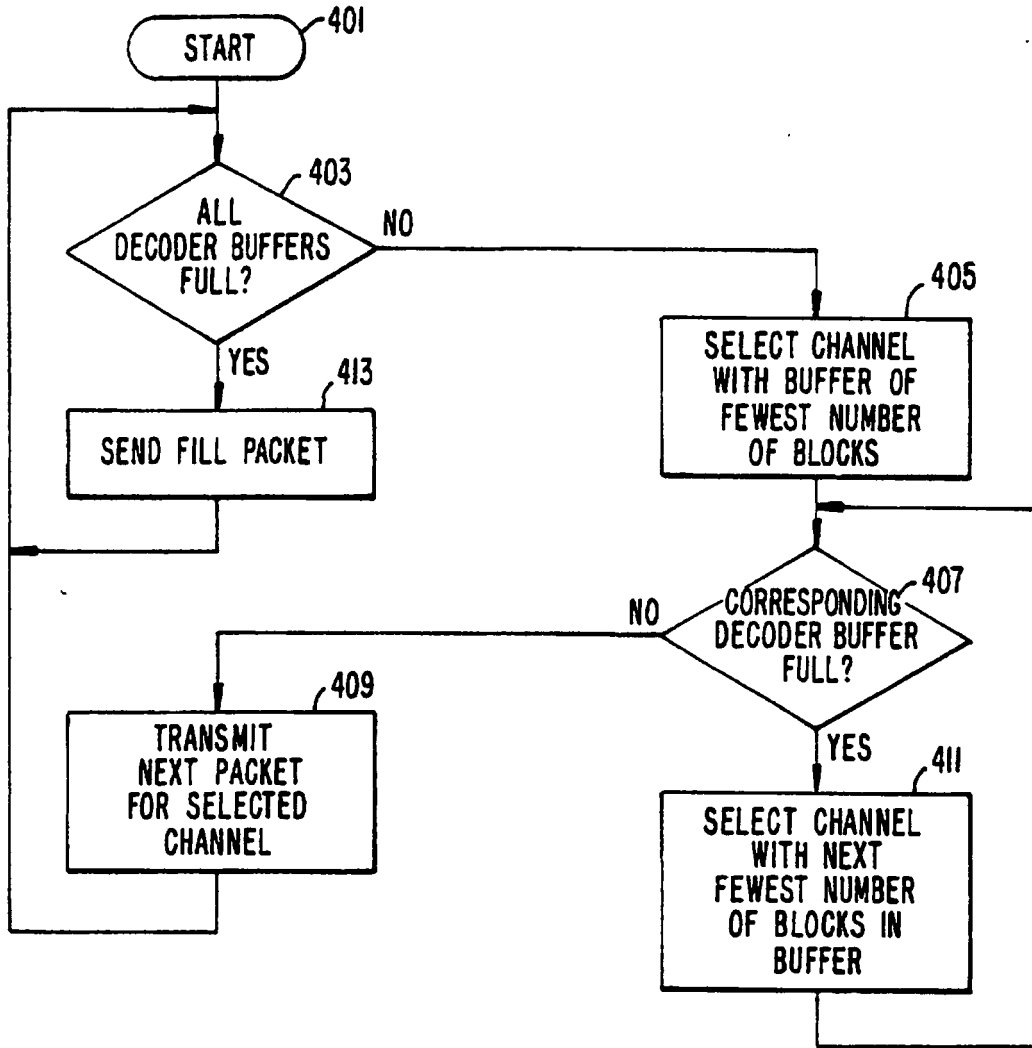 START
401
ALL
DECODER BUFFERS
FULL?
403
NO
YES
413
SEND FILL PACKET
405
SELECT CHANNEL
WITH BUFFER OF
FEWEST NUMBER
OF BLOCKS
407
CORRESPONDING
DECODER BUFFER
FULL?
NO
YES
409
TRANSMIT
NEXT PACKET
FOR SELECTED
CHANNEL
411
SELECT CHANNEL
WITH NEXT
FEWEST NUMBER
OF BLOCKS IN
BUFFER